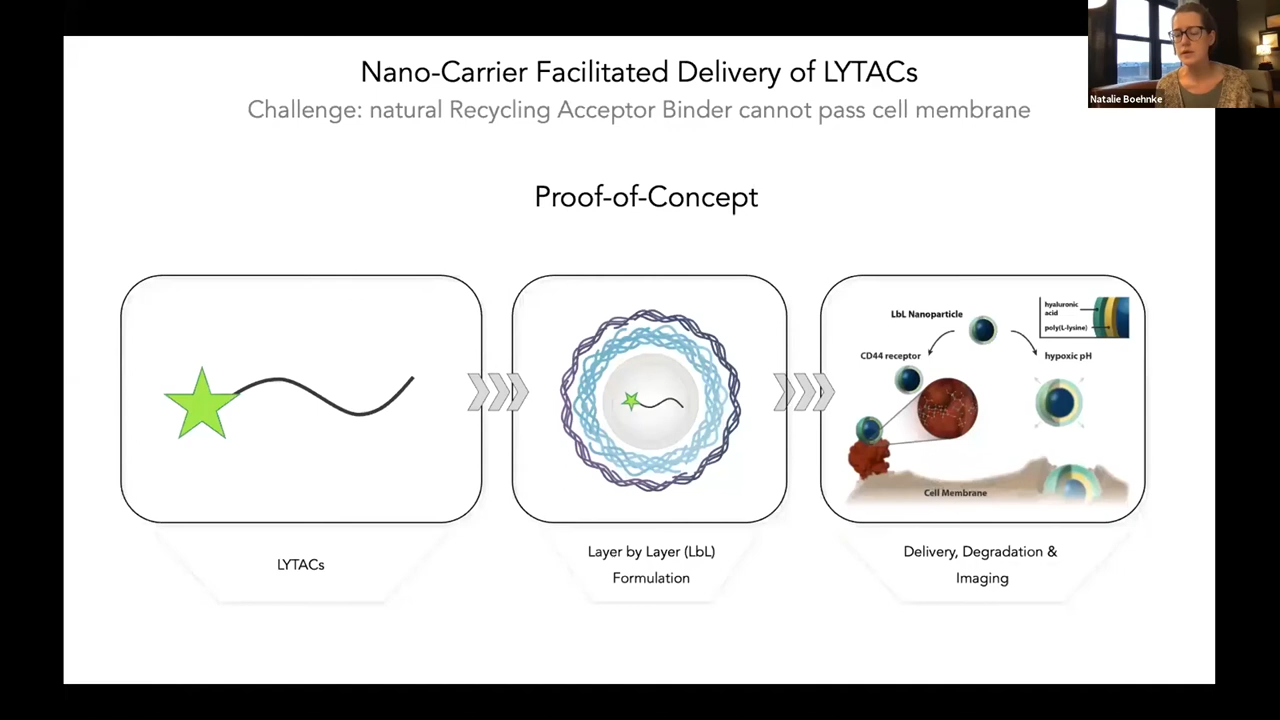 Nano-Carrier Facilitated Delivery of LYTACs
Challenge: natural Recycling Acceptor Binder cannot pass cell membrane
Natalie Boehnke
Proof-of-Concept
LbL Nanoparticle
hyaluronic
acid
poly(L-lysine)
CD44 receptor
hypoxic pH
Cell Membrane
LYTACs
Layer by Layer (LbL)
Formulation
Delivery, Degradation &
Imaging